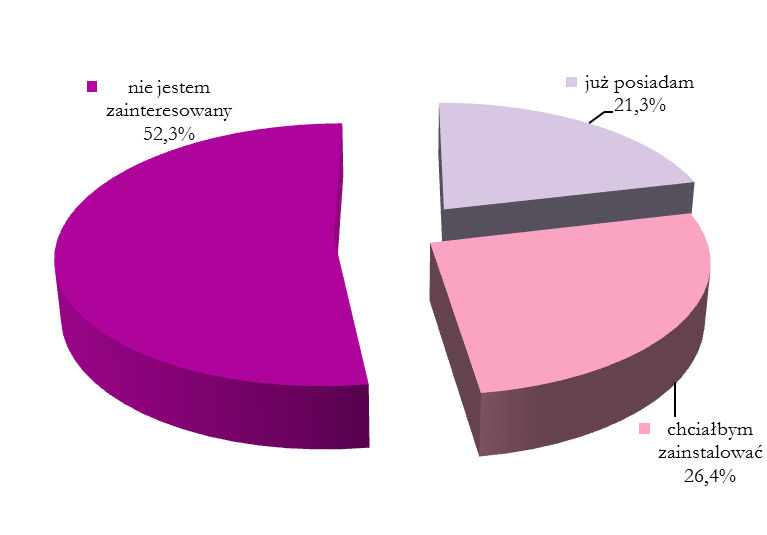 nie jestem
zainteresowany
52,3%
już posiadam
21,3%
chciałbym
zainstalować
26,4%